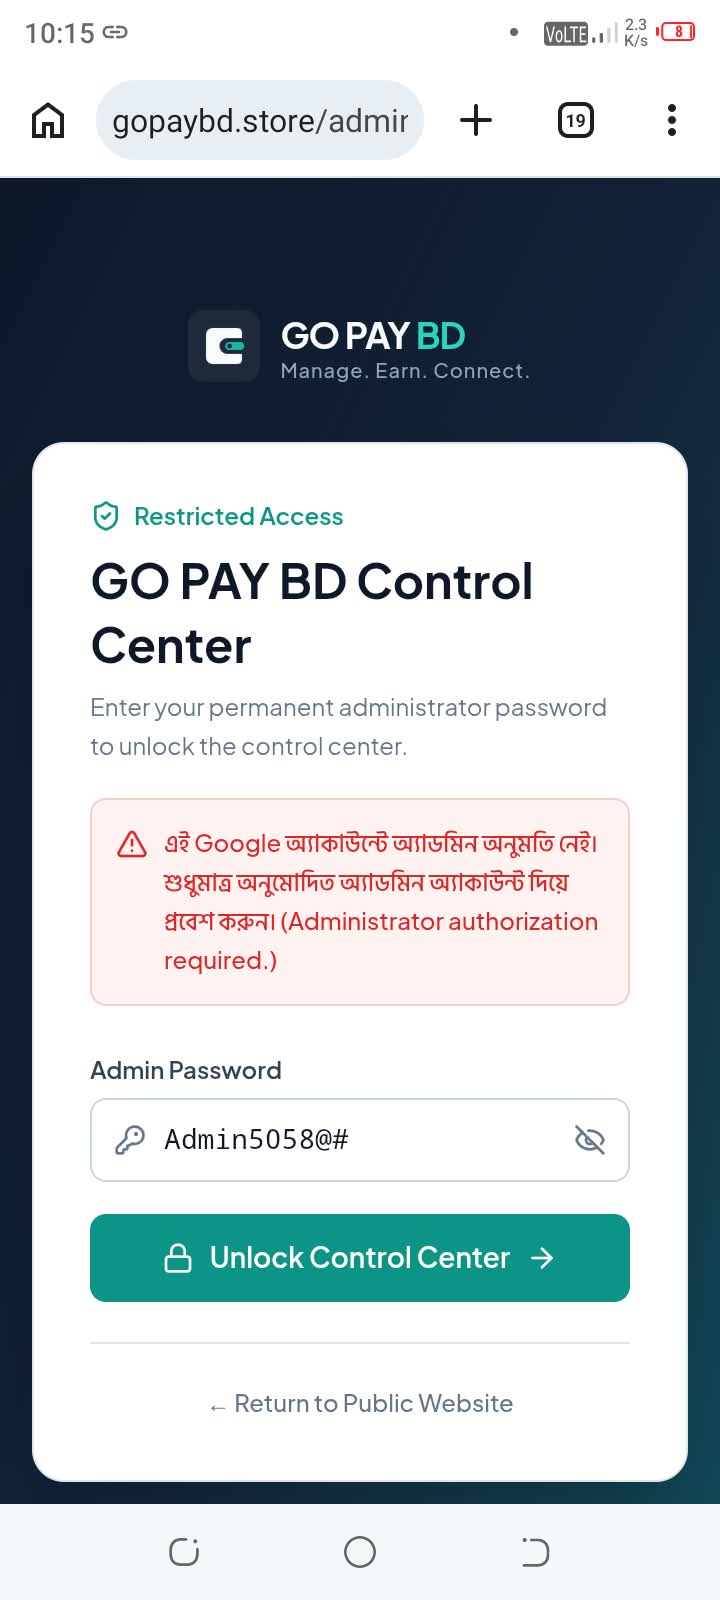 10:15
VoLTE
2.3
K/s
8
gopaybd.store/admin
19
GO PAY BD
Manage. Earn. Connect.
Restricted Access
GO PAY BD Control
Center
Enter your permanent administrator password
to unlock the control center.
এই Google অ্যাকাউন্টে অ্যাডমিন অনুমতি নেই।
শুধুমাত্র অনুমোদিত অ্যাডমিন অ্যাকাউন্ট দিয়ে
প্রবেশ করুন। (Administrator authorization
required.)
Admin Password
Admin5058@#
Unlock Control Center →
← Return to Public Website